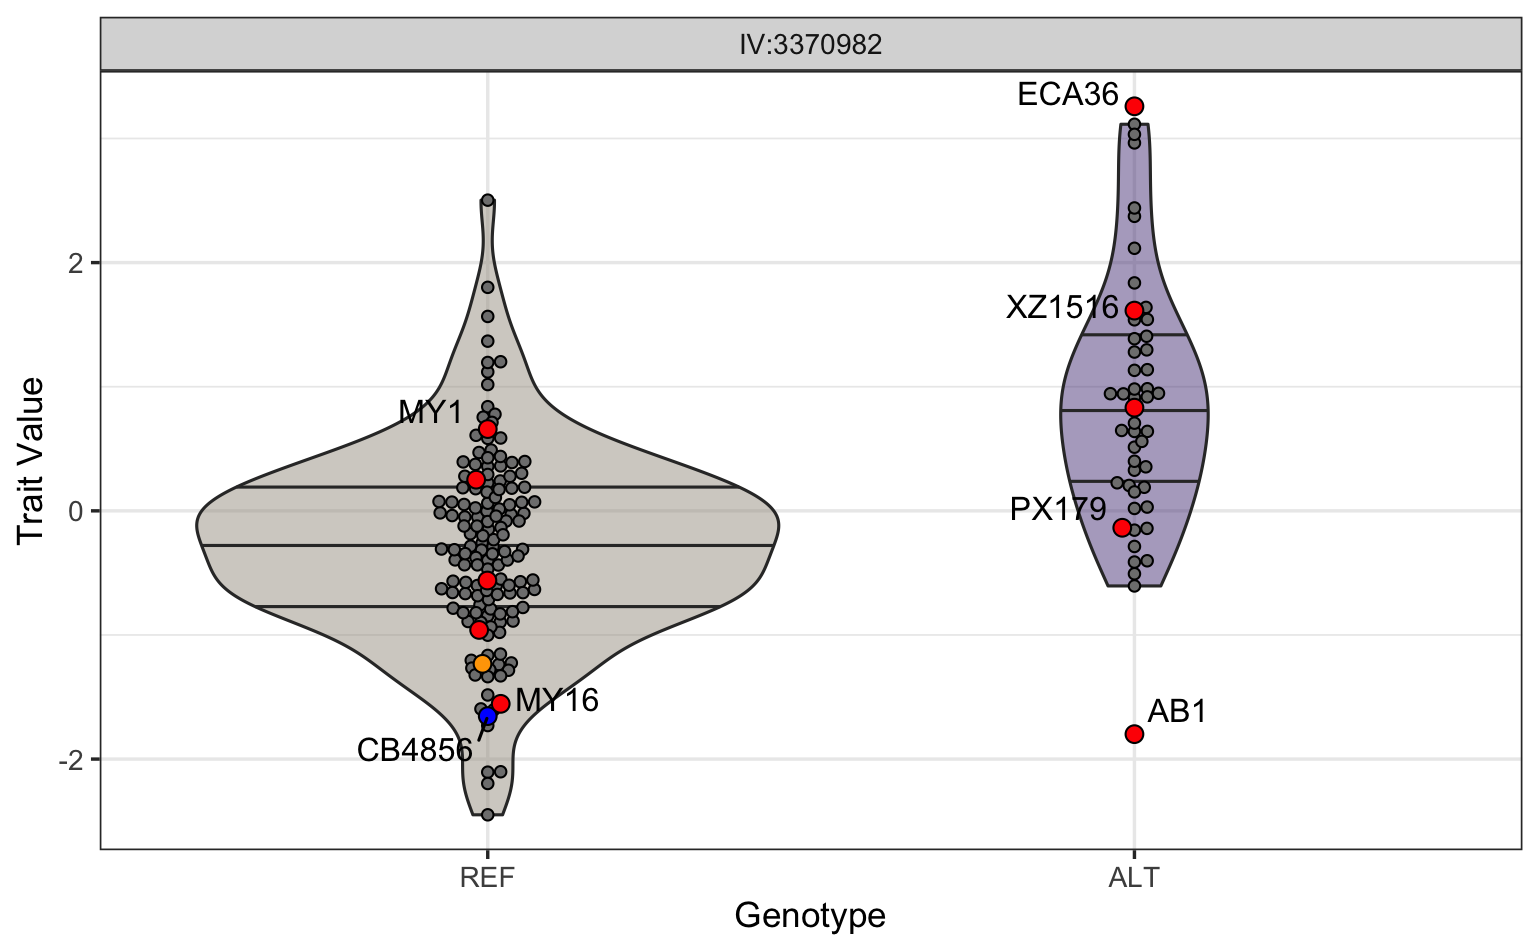 IV:3370982
ECA36
2
XZ1516
MY1
0
PX179
MY16
AB1
CB4856
-2
Trait Value
REF
ALT
Genotype